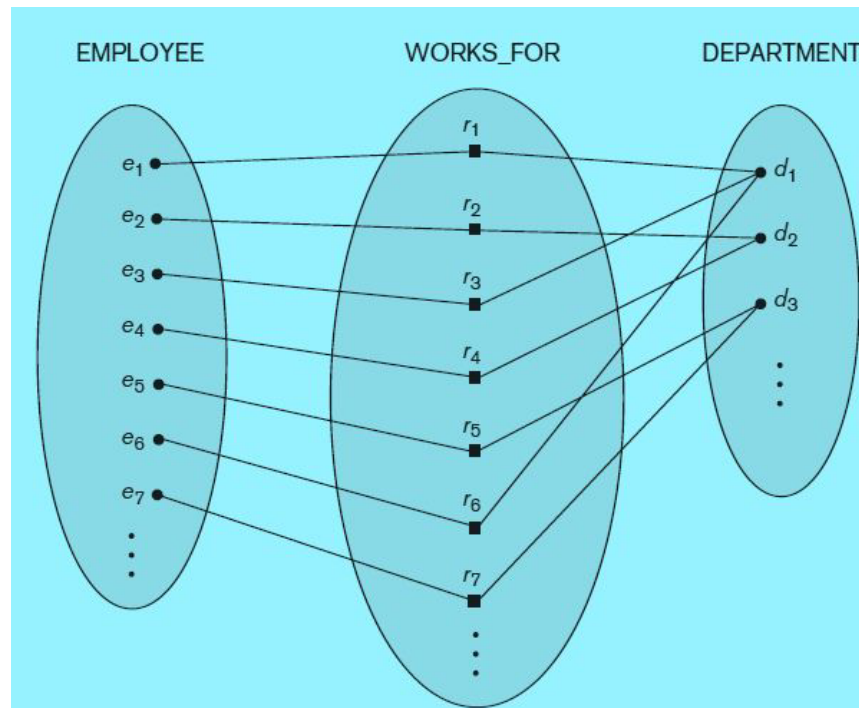 EMPLOYEE WORKS_FOR DEPARTMENT
e1
e2
e3
e4
e5
e6
e7
r1
r2
r3
r4
r5
r6
r7
d1
d2
d3